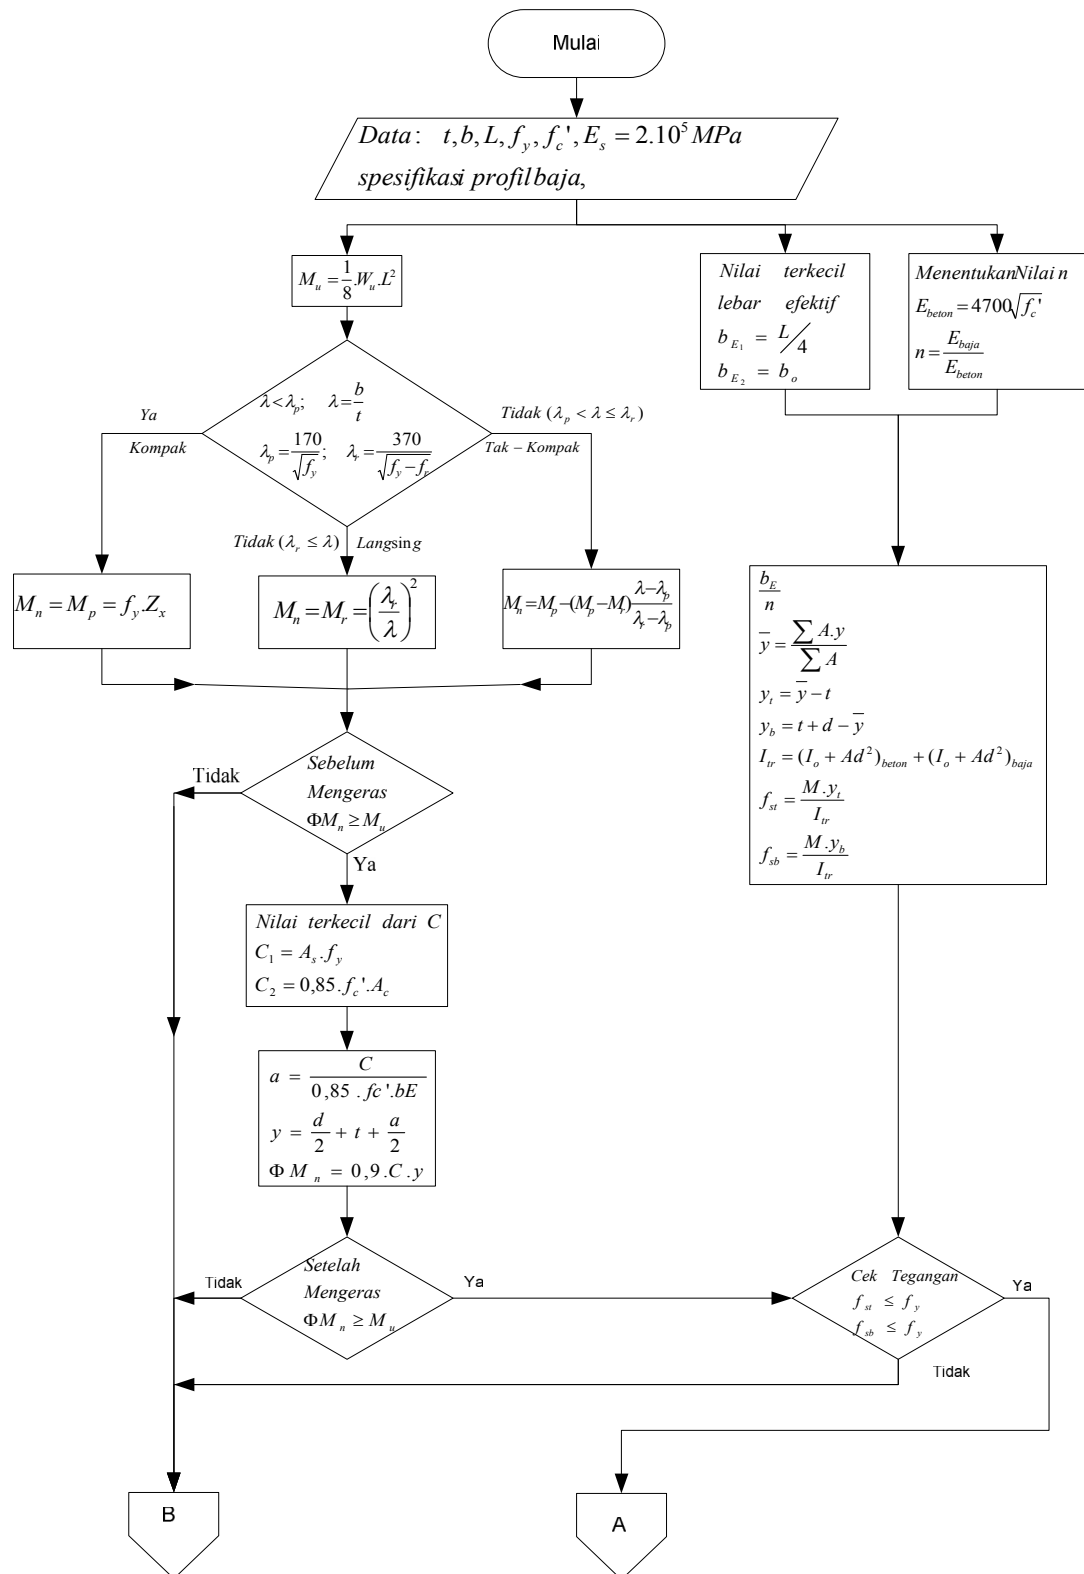 Mulai
Data: t, b, L, f_y, f_c', E_s = 2.10^5 MPa
spesifikasi profil baja,
M_u = 1/8 .W_u.L^2
Nilai terkecil
lebar efektif
b_E1 = L/4
b_E2 = b_o
Menentukan Nilai n
E_beton = 4700√f_c'
n = E_baja / E_beton
λ < λ_p; λ = b/t
λ_p = 170/√f_y; λ_r = 370/√(f_y − f_r)
Ya
Kompak
Tidak (λ_p < λ ≤ λ_r)
Tak – Kompak
Tidak (λ_r ≤ λ) Langsing
M_n = M_p = f_y.Z_x
M_n = M_r = (λ_r/λ)^2
M_n = M_p − (M_p − M_r) (λ − λ_p)/(λ_r − λ_p)
b_E/n
ȳ = ∑A.y / ∑A
y_t = ȳ − t
y_b = t + d − ȳ
I_tr = (I_o + Ad^2)_beton + (I_o + Ad^2)_baja
f_st = M.y_t / I_tr
f_sb = M.y_b / I_tr
Tidak
Sebelum
Mengeras
ΦM_n ≥ M_u
Ya
Nilai terkecil dari C
C_1 = A_s.f_y
C_2 = 0,85.f_c'.A_c
a = C / 0,85 . fc'.bE
y = d/2 + t + a/2
Φ M_n = 0,9.C.y
Tidak
Setelah
Mengeras
ΦM_n ≥ M_u
Ya
Cek Tegangan
f_st ≤ f_y
f_sb ≤ f_y
Ya
Tidak
B
A